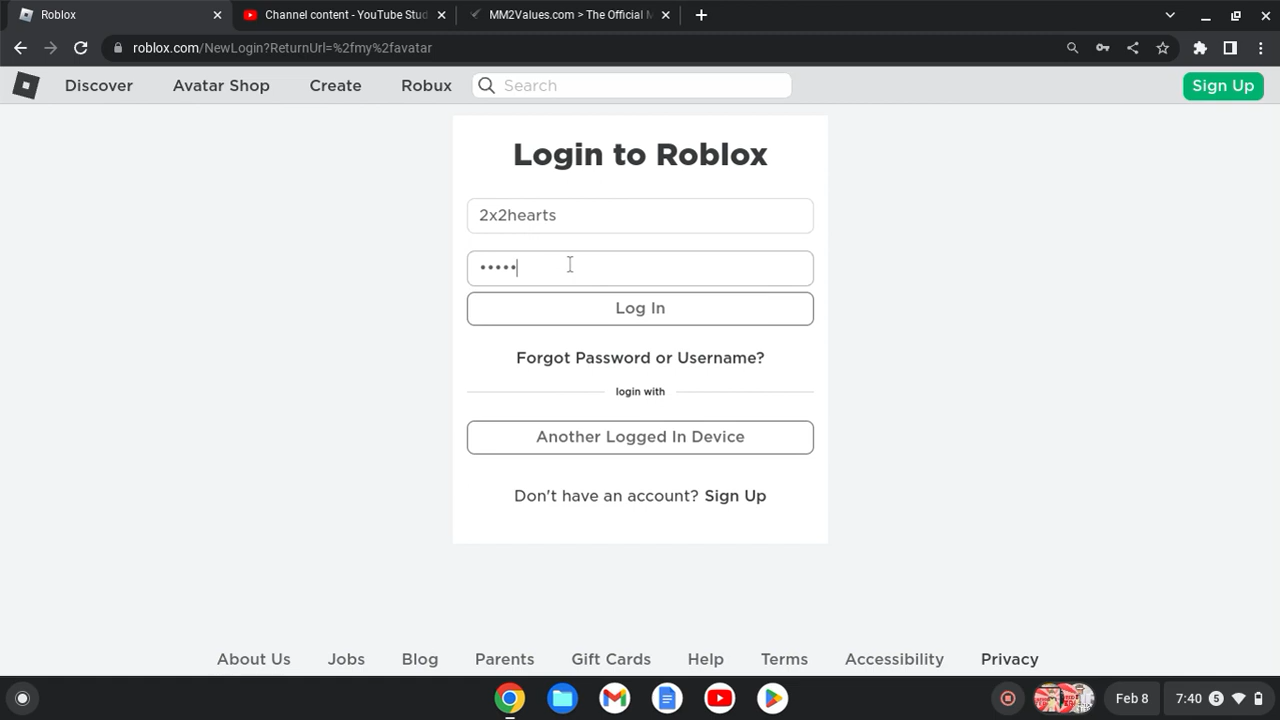 Roblox
Channel content - YouTube Stud
MM2Values.com > The Official M
roblox.com/NewLogin?ReturnUrl=%2fmy%2favatar
Discover
Avatar Shop
Create
Robux
Search
Sign Up
Login to Roblox
2x2hearts
•••••
Log In
Forgot Password or Username?
login with
Another Logged In Device
Don't have an account? Sign Up
About Us
Jobs
Blog
Parents
Gift Cards
Help
Terms
Accessibility
Privacy
Feb 8
7:40
5